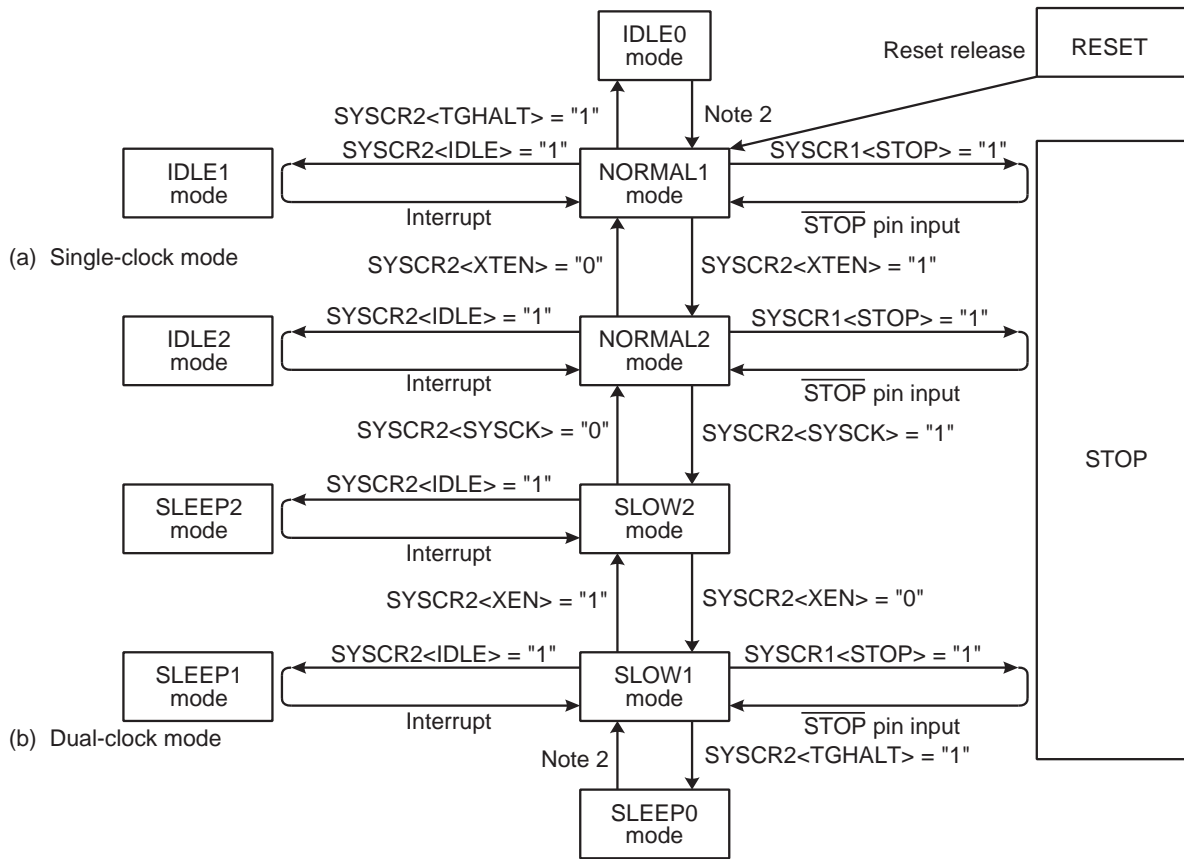 IDLE0
mode
Reset release
RESET
SYSCR2<TGHALT> = "1"
Note 2
IDLE1
mode
SYSCR2<IDLE> = "1"
Interrupt
NORMAL1
mode
SYSCR1<STOP> = "1"
STOP pin input
(a) Single-clock mode
SYSCR2<XTEN> = "0"
SYSCR2<XTEN> = "1"
IDLE2
mode
SYSCR2<IDLE> = "1"
Interrupt
NORMAL2
mode
SYSCR1<STOP> = "1"
STOP pin input
SYSCR2<SYSCK> = "0"
SYSCR2<SYSCK> = "1"
STOP
SLEEP2
mode
SYSCR2<IDLE> = "1"
Interrupt
SLOW2
mode
SYSCR2<XEN> = "1"
SYSCR2<XEN> = "0"
SLEEP1
mode
SYSCR2<IDLE> = "1"
Interrupt
SLOW1
mode
SYSCR1<STOP> = "1"
STOP pin input
(b) Dual-clock mode
Note 2
SYSCR2<TGHALT> = "1"
SLEEP0
mode